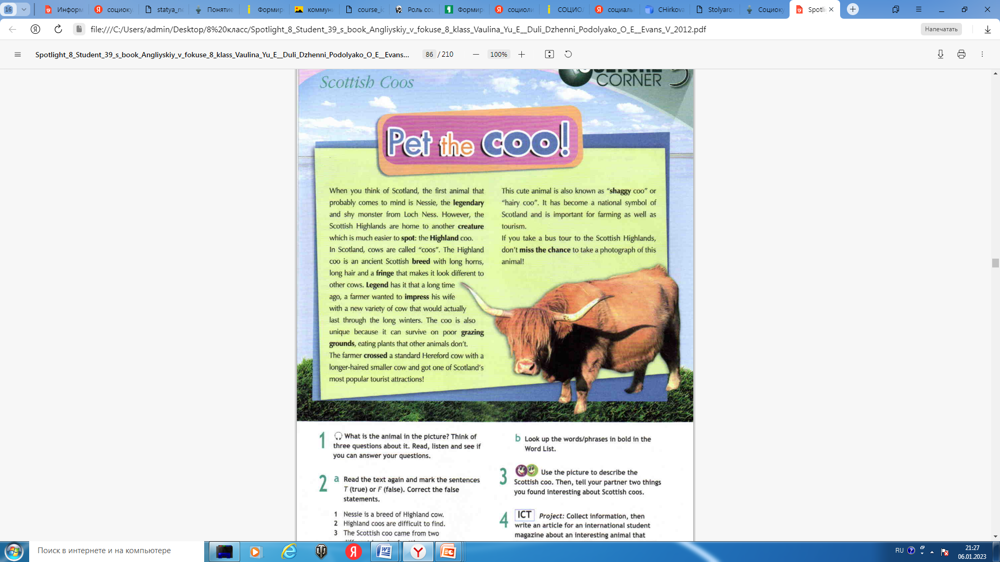 16
Информ
социоку
statya_ne
Понятие
Формир
коммун
course_ic
Роль соц
Формир
социоли
СОЦИО
социаль
CHirkova
Stolyarov
Социоку
Spotli
file:///C:/Users/admin/Desktop/8%20класс/Spotlight_8_Student_39_s_book_Angliyskiy_v_fokuse_8_klass_Vaulina_Yu_E__Duli_Dzhenni_Podolyako_O_E__Evans_V_2012.pdf
Напечатать
Spotlight_8_Student_39_s_book_Angliyskiy_v_fokuse_8_klass_Vaulina_Yu_E__Duli_Dzhenni_Podolyako_O_E__Evans...
86 / 210
100%
Scottish Coos
CORNER 5
Pet the coo!
When you think of Scotland, the first animal that
probably comes to mind is Nessie, the legendary
and shy monster from Loch Ness. However, the
Scottish Highlands are home to another creature
which is much easier to spot: the Highland coo.
In Scotland, cows are called “coos”. The Highland
coo is an ancient Scottish breed with long horns,
long hair and a fringe that makes it look different to
other cows. Legend has it that a long time
ago, a farmer wanted to impress his wife
with a new variety of cow that would actually
last through the long winters. The coo is also
unique because it can survive on poor grazing
grounds, eating plants that other animals don’t.
The farmer crossed a standard Hereford cow with a
longer-haired smaller cow and got one of Scotland’s
most popular tourist attractions!
This cute animal is also known as “shaggy coo” or
“hairy coo”. It has become a national symbol of
Scotland and is important for farming as well as
tourism.
If you take a bus tour to the Scottish Highlands,
don’t miss the chance to take a photograph of this
animal!
1 What is the animal in the picture? Think of
three questions about it. Read, listen and see if
you can answer your questions.
2 a Read the text again and mark the sentences
T (true) or F (false). Correct the false
statements.
1 Nessie is a breed of Highland cow.
2 Highland coos are difficult to find.
3 The Scottish coo came from two
b Look up the words/phrases in bold in the
Word List.
3 Use the picture to describe the
Scottish coo. Then, tell your partner two things
you found interesting about Scottish coos.
4 ICT Project: Collect information, then
write an article for an international student
magazine about an interesting animal that
Поиск в интернете и на компьютере
RU
21:27
06.01.2023